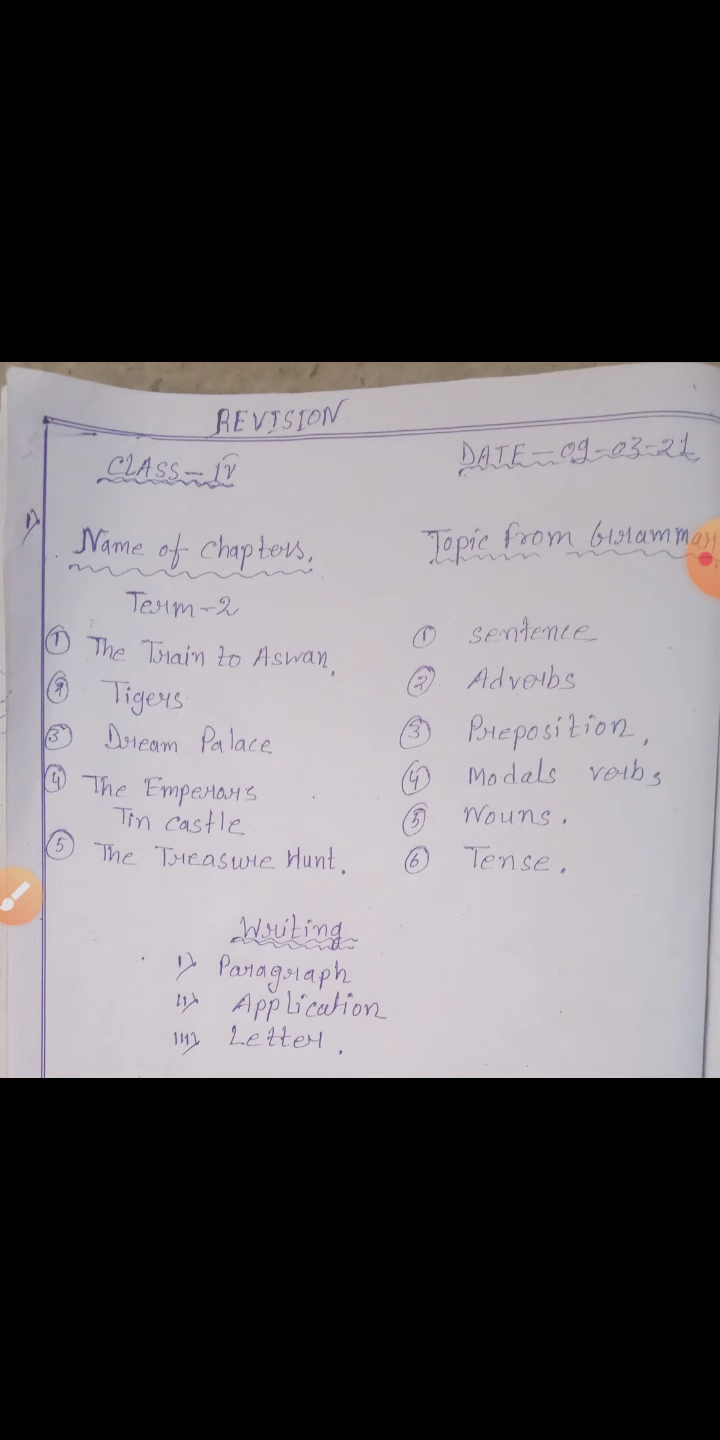 REVISION
CLASS-IV
DATE-09-03-21
1)
Name of Chapters.
Topic from Grammar
Term-2
① The Train to Aswan.
② Tigers
③ Dream Palace
④ The Emperors
Tin castle
⑤ The Treasure Hunt.
① sentence
② Adverbs
③ Preposition.
④ Modals verbs
⑤ Nouns.
⑥ Tense.
Writing
i) Paragraph
ii) Application
iii) Letter.